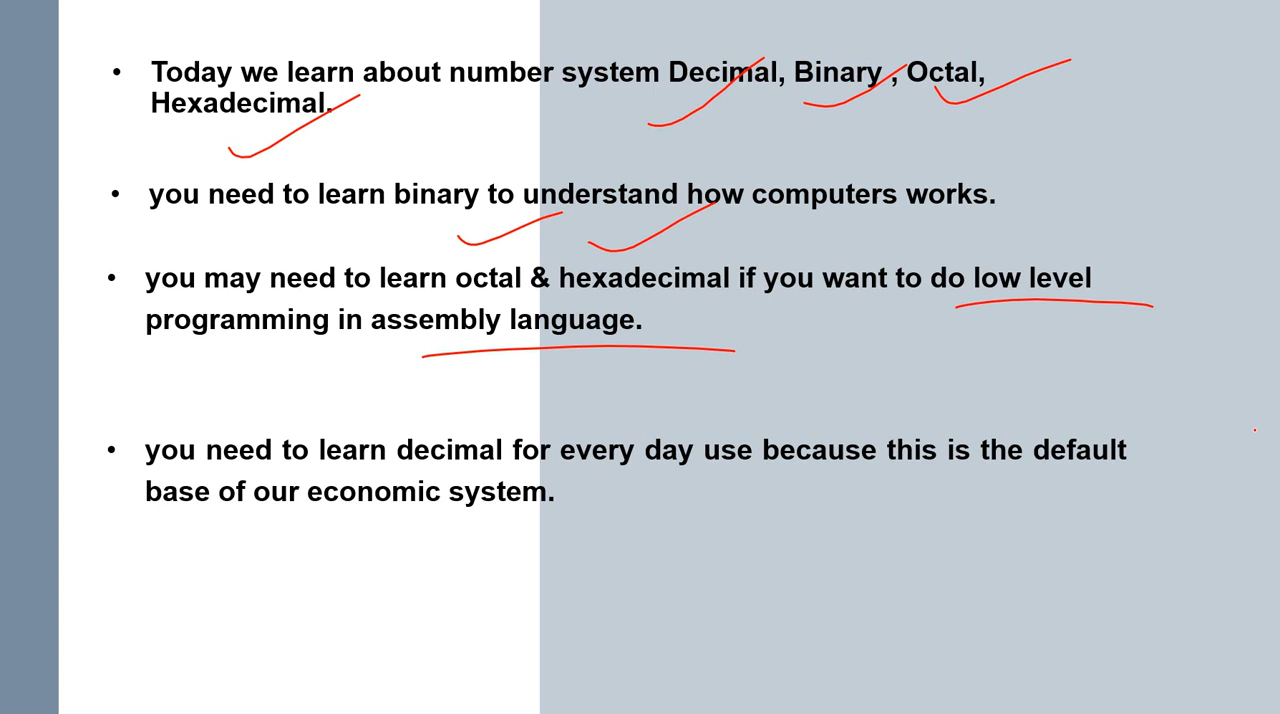 • Today we learn about number system Decimal, Binary , Octal,
Hexadecimal.
• you need to learn binary to understand how computers works.
• you may need to learn octal & hexadecimal if you want to do low level
programming in assembly language.
• you need to learn decimal for every day use because this is the default
base of our economic system.